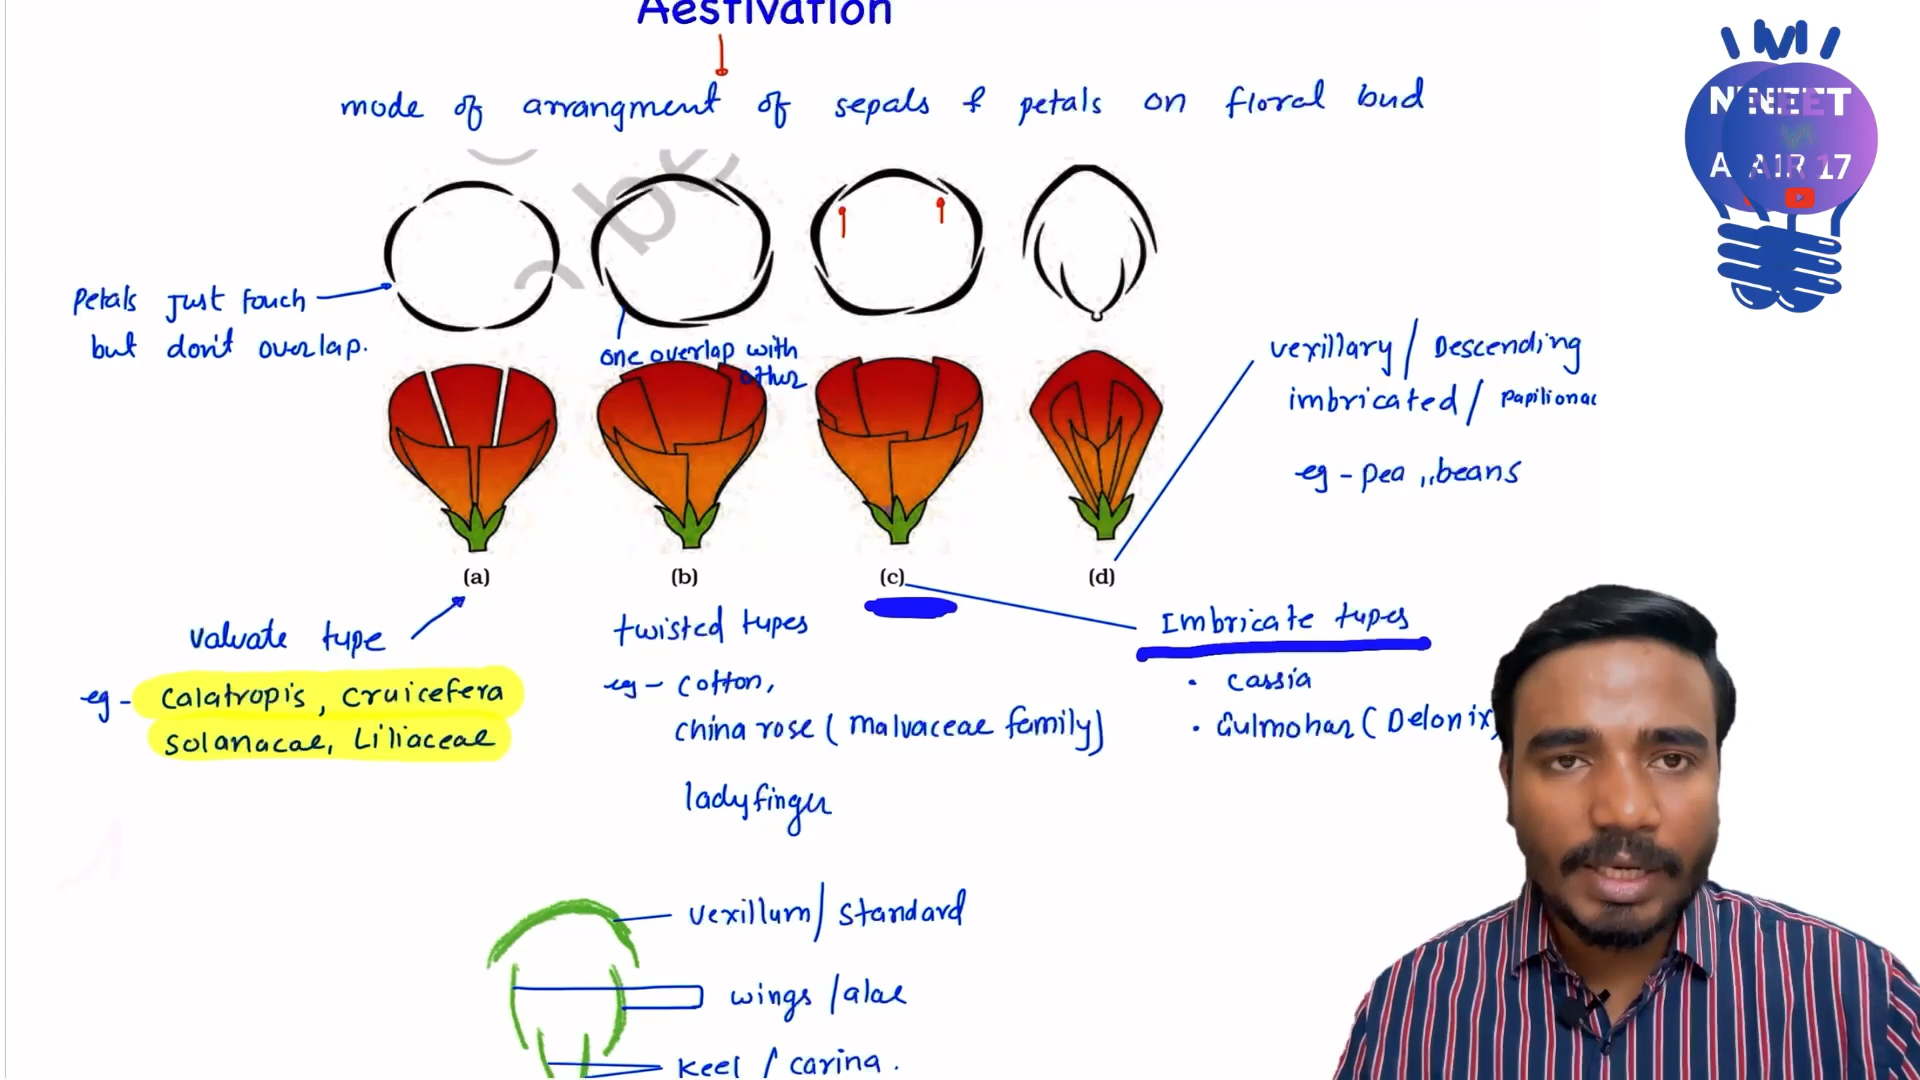 Aestivation
mode of arrangment of sepals & petals on floral bud
NEET
AIR 17
Petals Just touch
but don't overlap.
one overlap with
other
vexillary / Descending
imbricated / Papilionac
eg - pea ,, beans
(a)
(b)
(c)
(d)
valvate type
twisted types
Imbricate types
eg - Calatropis, Cruicefera
Solanacae, Liliaceae
eg - Cotton,
china rose ( Malvaceae family)
ladyfinger
• cassia
• Gulmohar ( Delonix)
vexillum / standard
wings / alae
Keel / carina .